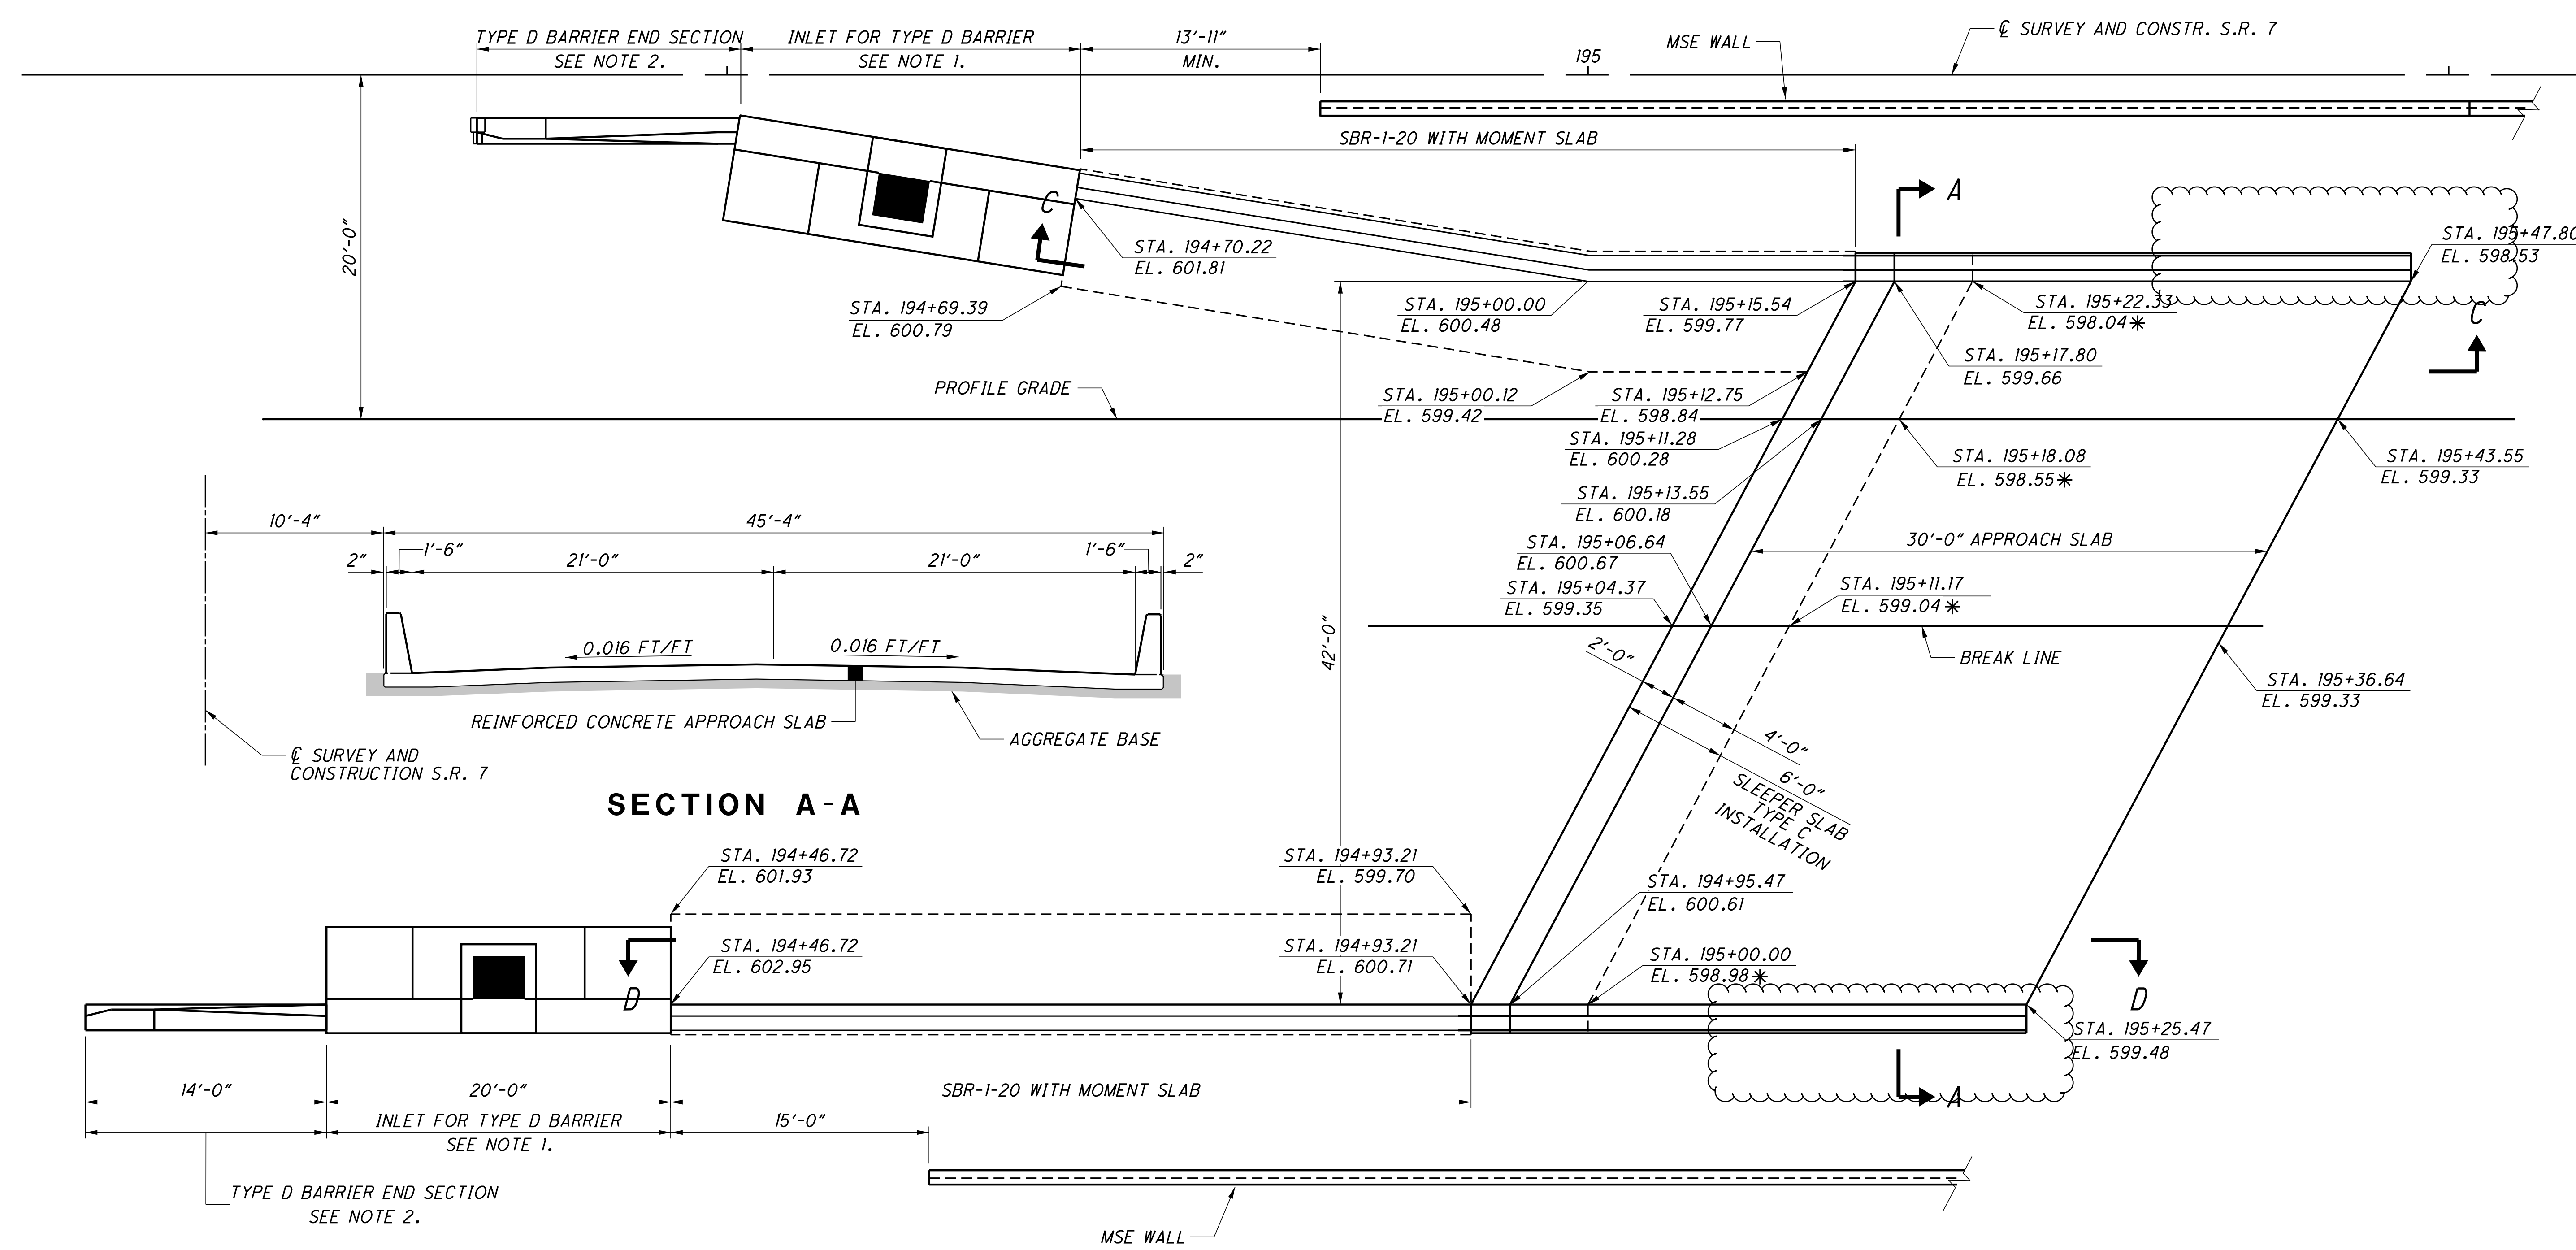 TYPE D BARRIER END SECTION
SEE NOTE 2.
INLET FOR TYPE D BARRIER
SEE NOTE 1.
13'-11"
MIN.
195
MSE WALL
℄ SURVEY AND CONSTR. S.R. 7
SBR-1-20 WITH MOMENT SLAB
A
C
20'-0"
STA. 194+70.22
EL. 601.81
STA. 195+47.80
EL. 598.53
STA. 194+69.39
EL. 600.79
STA. 195+00.00
EL. 600.48
STA. 195+15.54
EL. 599.77
STA. 195+22.33
EL. 598.04*
C
STA. 195+17.80
EL. 599.66
PROFILE GRADE
STA. 195+00.12
EL. 599.42
STA. 195+12.75
EL. 598.84
STA. 195+11.28
EL. 600.28
STA. 195+18.08
EL. 598.55*
STA. 195+43.55
EL. 599.33
STA. 195+13.55
EL. 600.18
10'-4"
45'-4"
2"
1'-6"
21'-0"
21'-0"
1'-6"
2"
STA. 195+06.64
EL. 600.67
30'-0" APPROACH SLAB
STA. 195+04.37
EL. 599.35
STA. 195+11.17
EL. 599.04*
42'-0"
0.016 FT/FT
0.016 FT/FT
2'-0"
BREAK LINE
STA. 195+36.64
EL. 599.33
REINFORCED CONCRETE APPROACH SLAB
AGGREGATE BASE
℄ SURVEY AND
CONSTRUCTION S.R. 7
4'-0"
6'-0"
SLEEPER SLAB
TYPE C
INSTALLATION
SECTION A-A
STA. 194+46.72
EL. 601.93
STA. 194+93.21
EL. 599.70
STA. 194+95.47
EL. 600.61
STA. 194+46.72
EL. 602.95
STA. 194+93.21
EL. 600.71
STA. 195+00.00
EL. 598.98*
D
D
STA. 195+25.47
EL. 599.48
A
14'-0"
20'-0"
SBR-1-20 WITH MOMENT SLAB
INLET FOR TYPE D BARRIER
SEE NOTE 1.
15'-0"
TYPE D BARRIER END SECTION
SEE NOTE 2.
MSE WALL